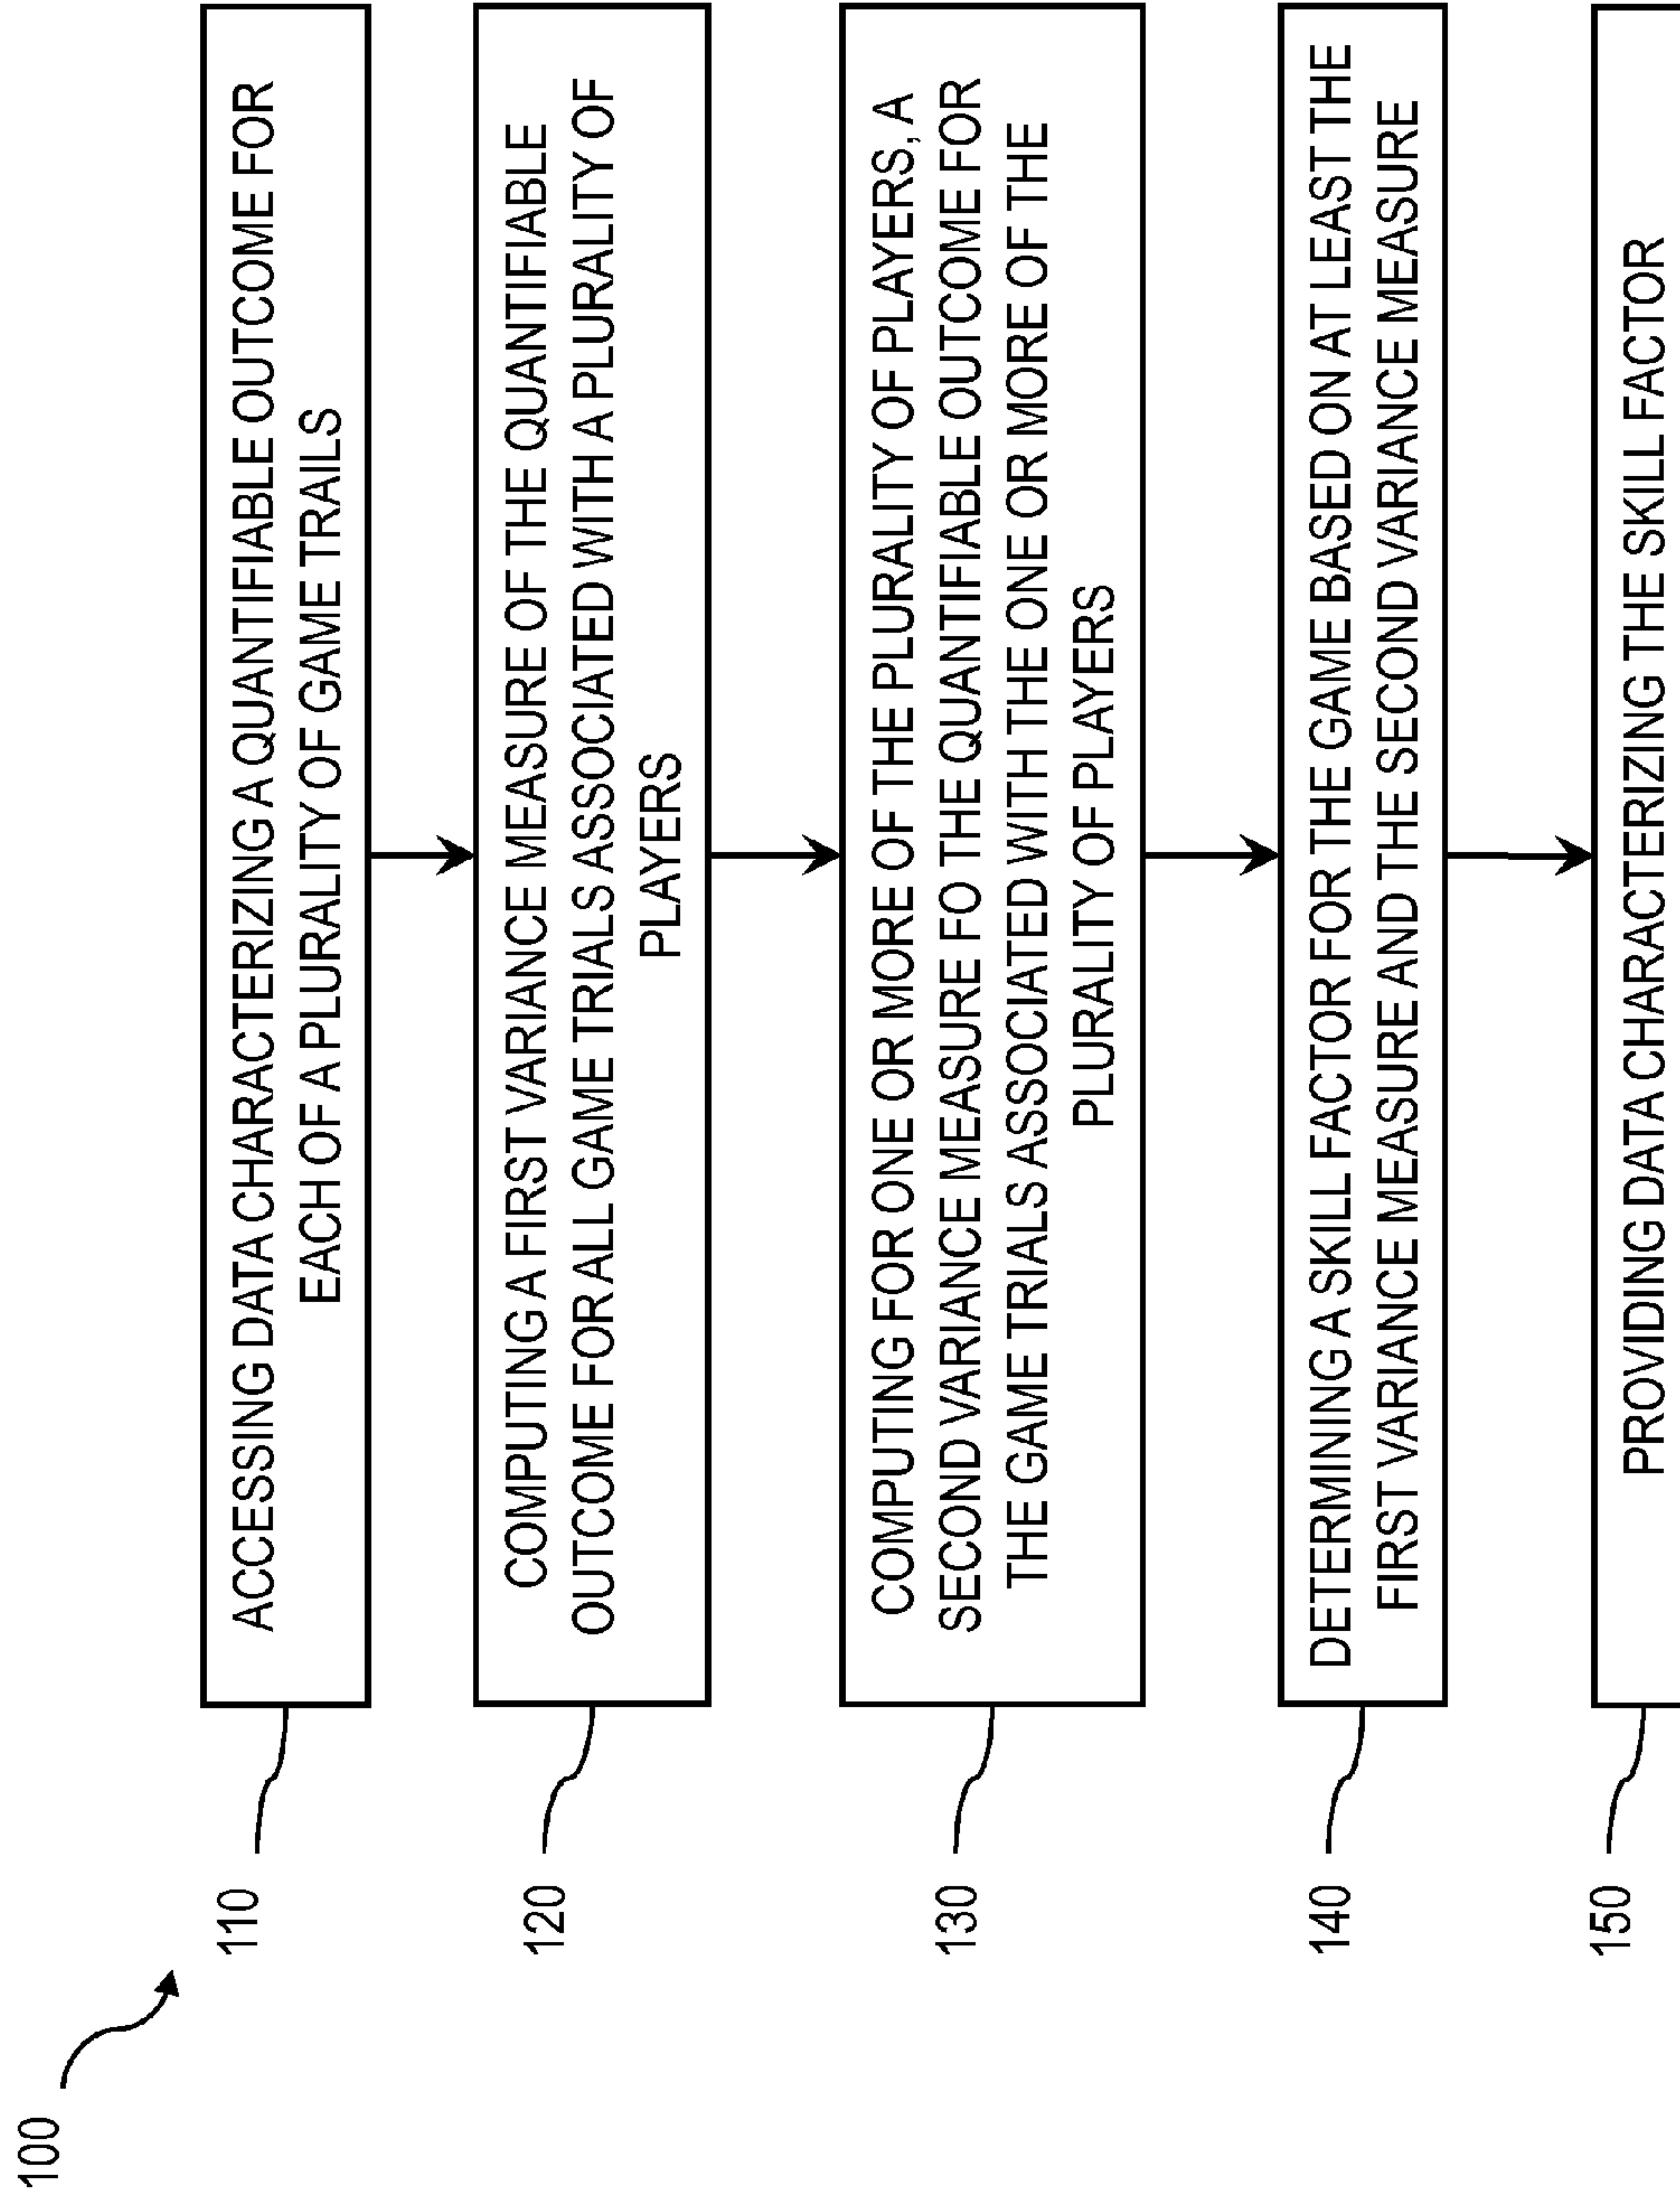 100
110
ACCESSING DATA CHARACTERIZING A QUANTIFIABLE OUTCOME FOR
EACH OF A PLURALITY OF GAME TRAILS
120
COMPUTING A FIRST VARIANCE MEASURE OF THE QUANTIFIABLE
OUTCOME FOR ALL GAME TRIALS ASSOCIATED WITH A PLURALITY OF
PLAYERS
130
COMPUTING FOR ONE OR MORE OF THE PLURALITY OF PLAYERS, A
SECOND VARIANCE MEASURE FO THE QUANTIFIABLE OUTCOME FOR
THE GAME TRIALS ASSOCIATED WITH THE ONE OR MORE OF THE
PLURALITY OF PLAYERS
140
DETERMINING A SKILL FACTOR FOR THE GAME BASED ON AT LEAST THE
FIRST VARIANCE MEASURE AND THE SECOND VARIANCE MEASURE
150
PROVIDING DATA CHARACTERIZING THE SKILL FACTOR